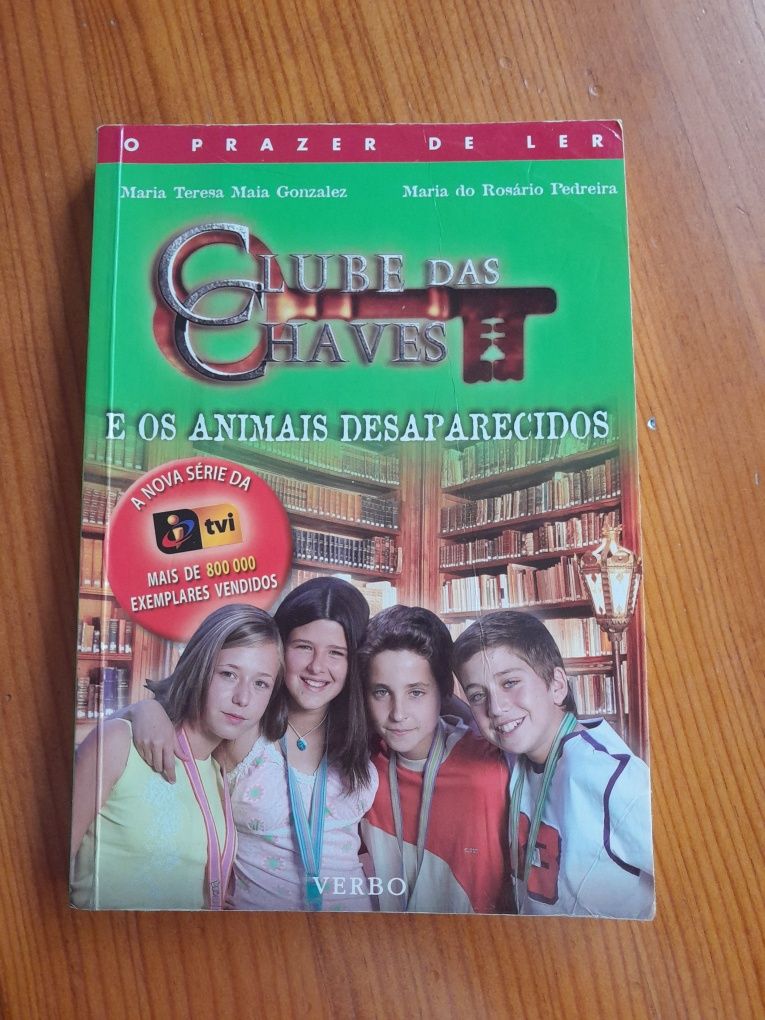 O PRAZER DE LER
Maria Teresa Maia Gonzalez
Maria do Rosário Pedreira
CLUBE DAS
CHAVES
E OS ANIMAIS DESAPARECIDOS
A NOVA SÉRIE DA
tvi
MAIS DE 800 000
EXEMPLARES VENDIDOS
VERBO